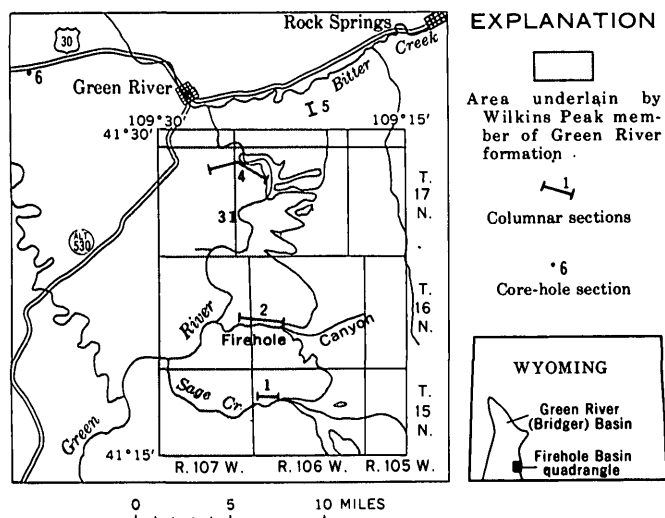 Rock Springs
30
Bitter Creek
6
Green River
5
109°30'
109°15'
41°30'
4
T.
17
N.
31
ALT
530
T.
16
N.
2
River
Firehole Canyon
Sage Cr.
1
T.
15
N.
Green
41°15'
R. 107 W. R. 106 W. R. 105 W.
0 5 10 MILES
EXPLANATION
Area underlain by
Wilkins Peak mem-
ber of Green River
formation .
1
Columnar sections
6
Core-hole section
WYOMING
Green River
(Bridger) Basin
Firehole Basin
quadrangle